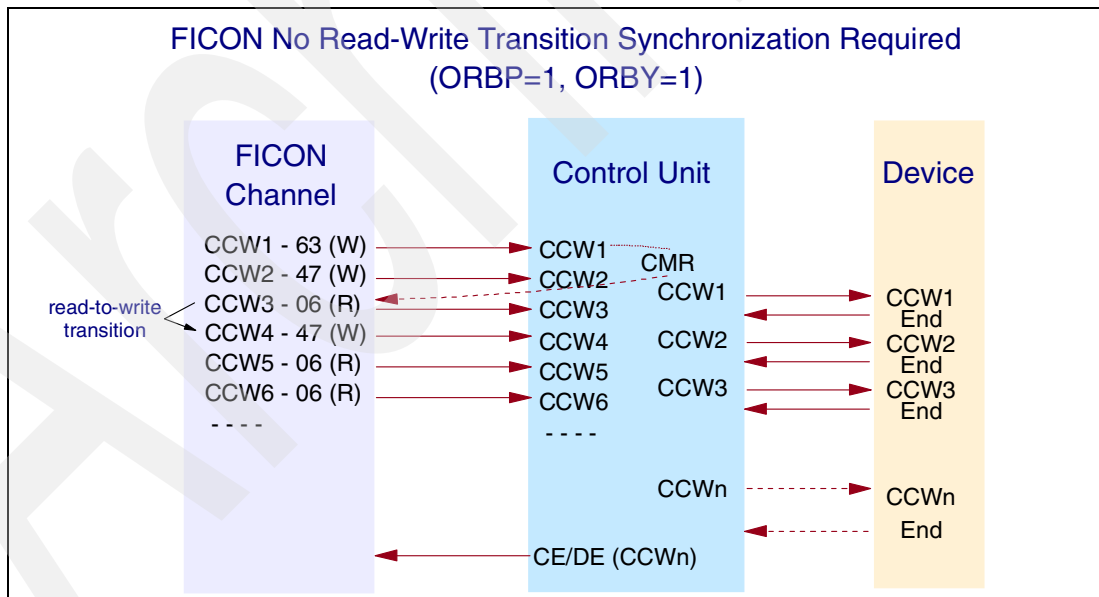 FICON No Read-Write Transition Synchronization Required
(ORBP=1, ORBY=1)
FICON
Channel
CCW1 - 63 (W)
CCW2 - 47 (W)
CCW3 - 06 (R)
CCW4 - 47 (W)
CCW5 - 06 (R)
CCW6 - 06 (R)
- - - -
read-to-write
transition
Control Unit
CCW1
CCW2
CCW3
CCW4
CCW5
CCW6
- - - -
CMR
CCW1
CCW2
CCW3
CCWn
CE/DE (CCWn)
Device
CCW1
End
CCW2
End
CCW3
End
CCWn
End